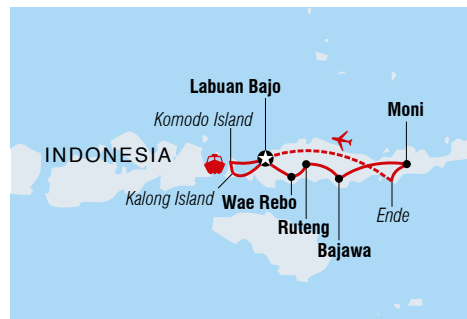 Labuan Bajo
Moni
Komodo Island
INDONESIA
Kalong Island
Wae Rebo
Ende
Ruteng
Bajawa